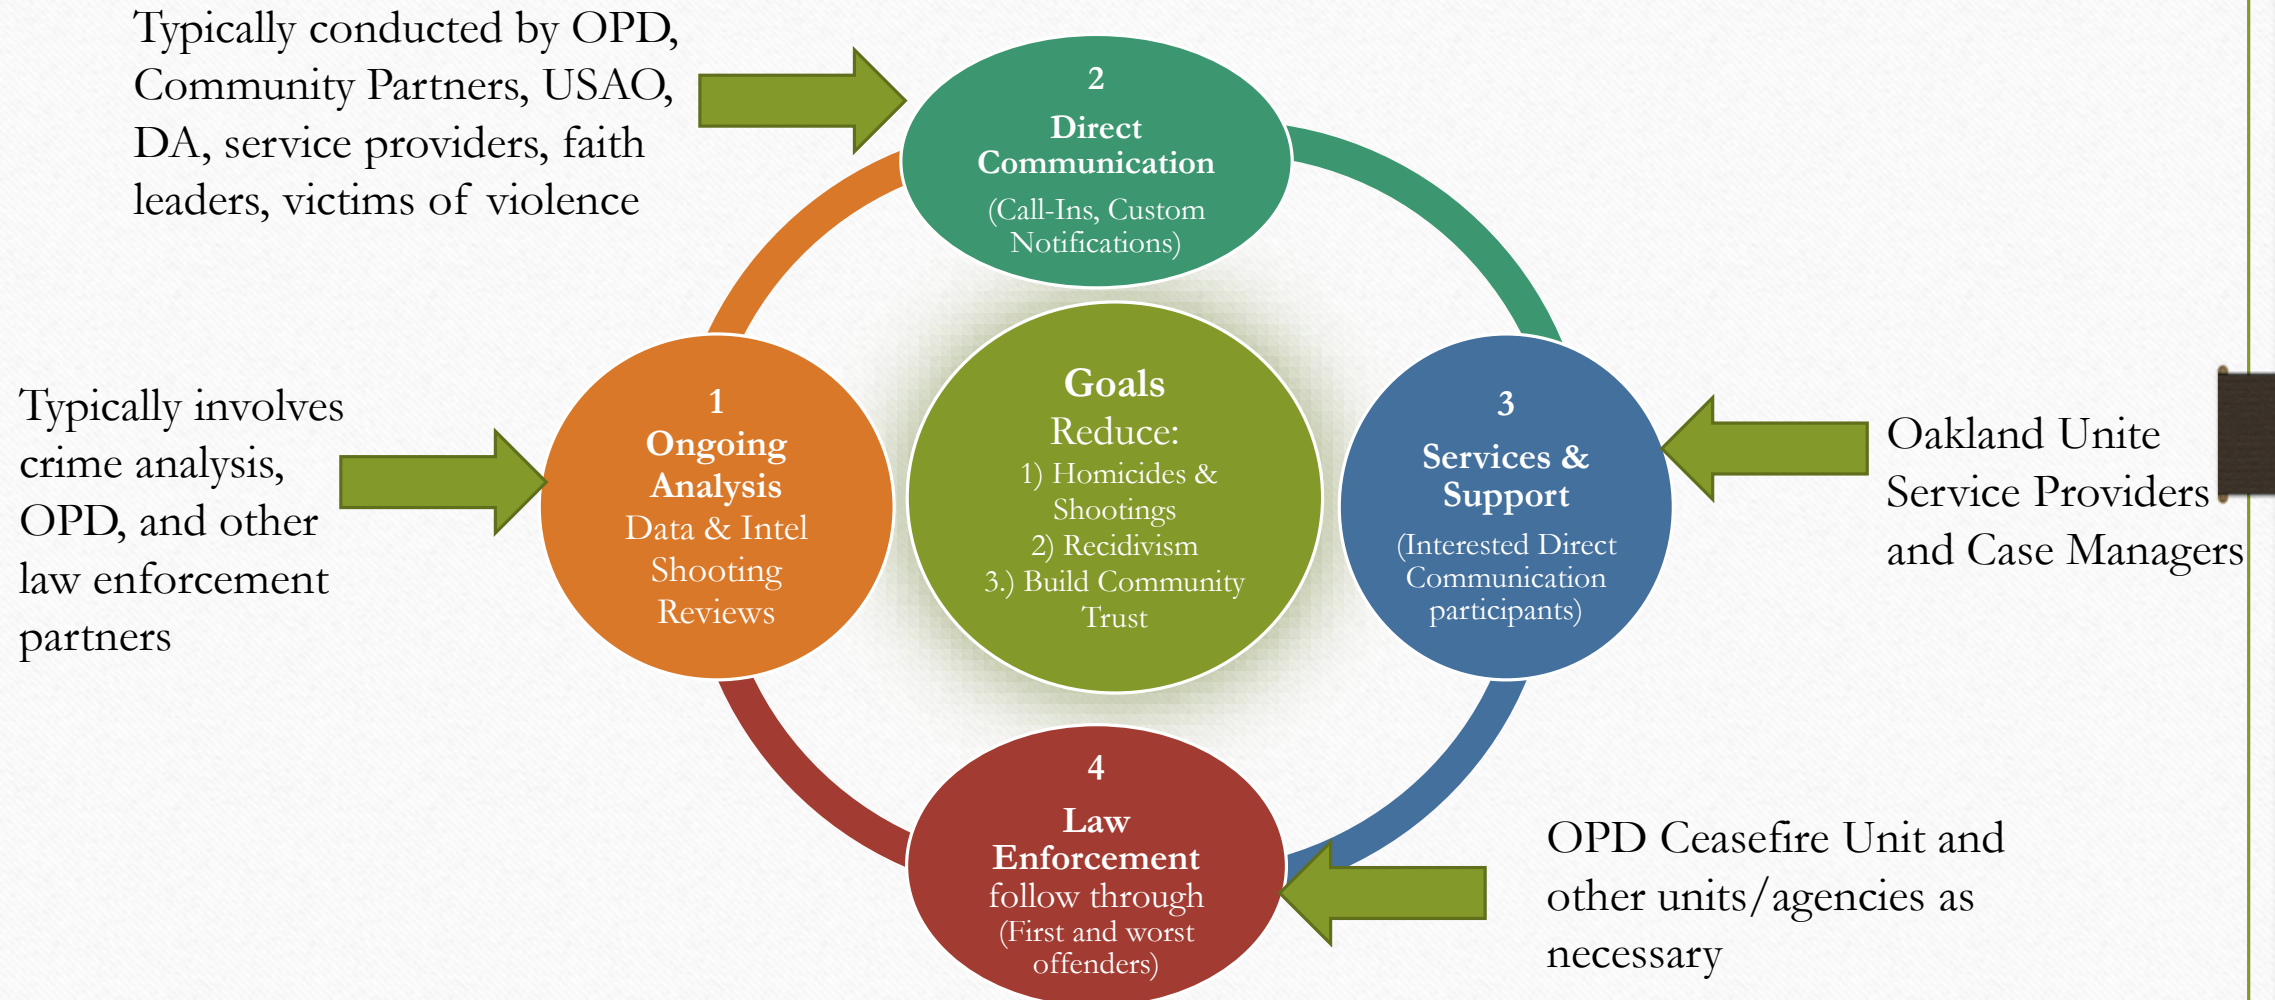 Typically conducted by OPD,
Community Partners, USAO,
DA, service providers, faith
leaders, victims of violence
2
Direct
Communication
(Call-Ins, Custom
Notifications)
Typically involves
crime analysis,
OPD, and other
law enforcement
partners
1
Ongoing
Analysis
Data & Intel
Shooting
Reviews
Goals
Reduce:
1) Homicides &
Shootings
2) Recidivism
3.) Build Community
Trust
3
Services &
Support
(Interested Direct
Communication
participants)
Oakland Unite
Service Providers
and Case Managers
4
Law
Enforcement
follow through
(First and worst
offenders)
OPD Ceasefire Unit and
other units/agencies as
necessary